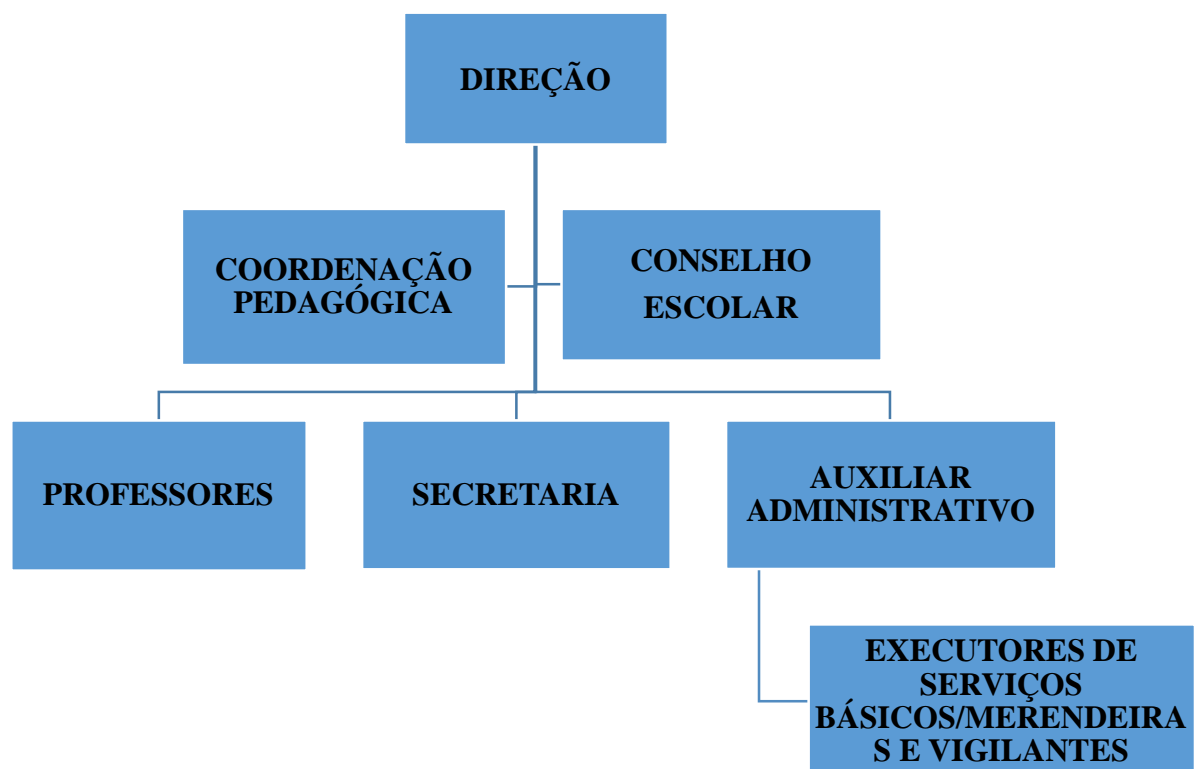 DIREÇÃO
COORDENAÇÃO
PEDAGÓGICA
CONSELHO
ESCOLAR
PROFESSORES
SECRETARIA
AUXILIAR
ADMINISTRATIVO
EXECUTORES DE
SERVIÇOS
BÁSICOS/MERENDEIRA
S E VIGILANTES